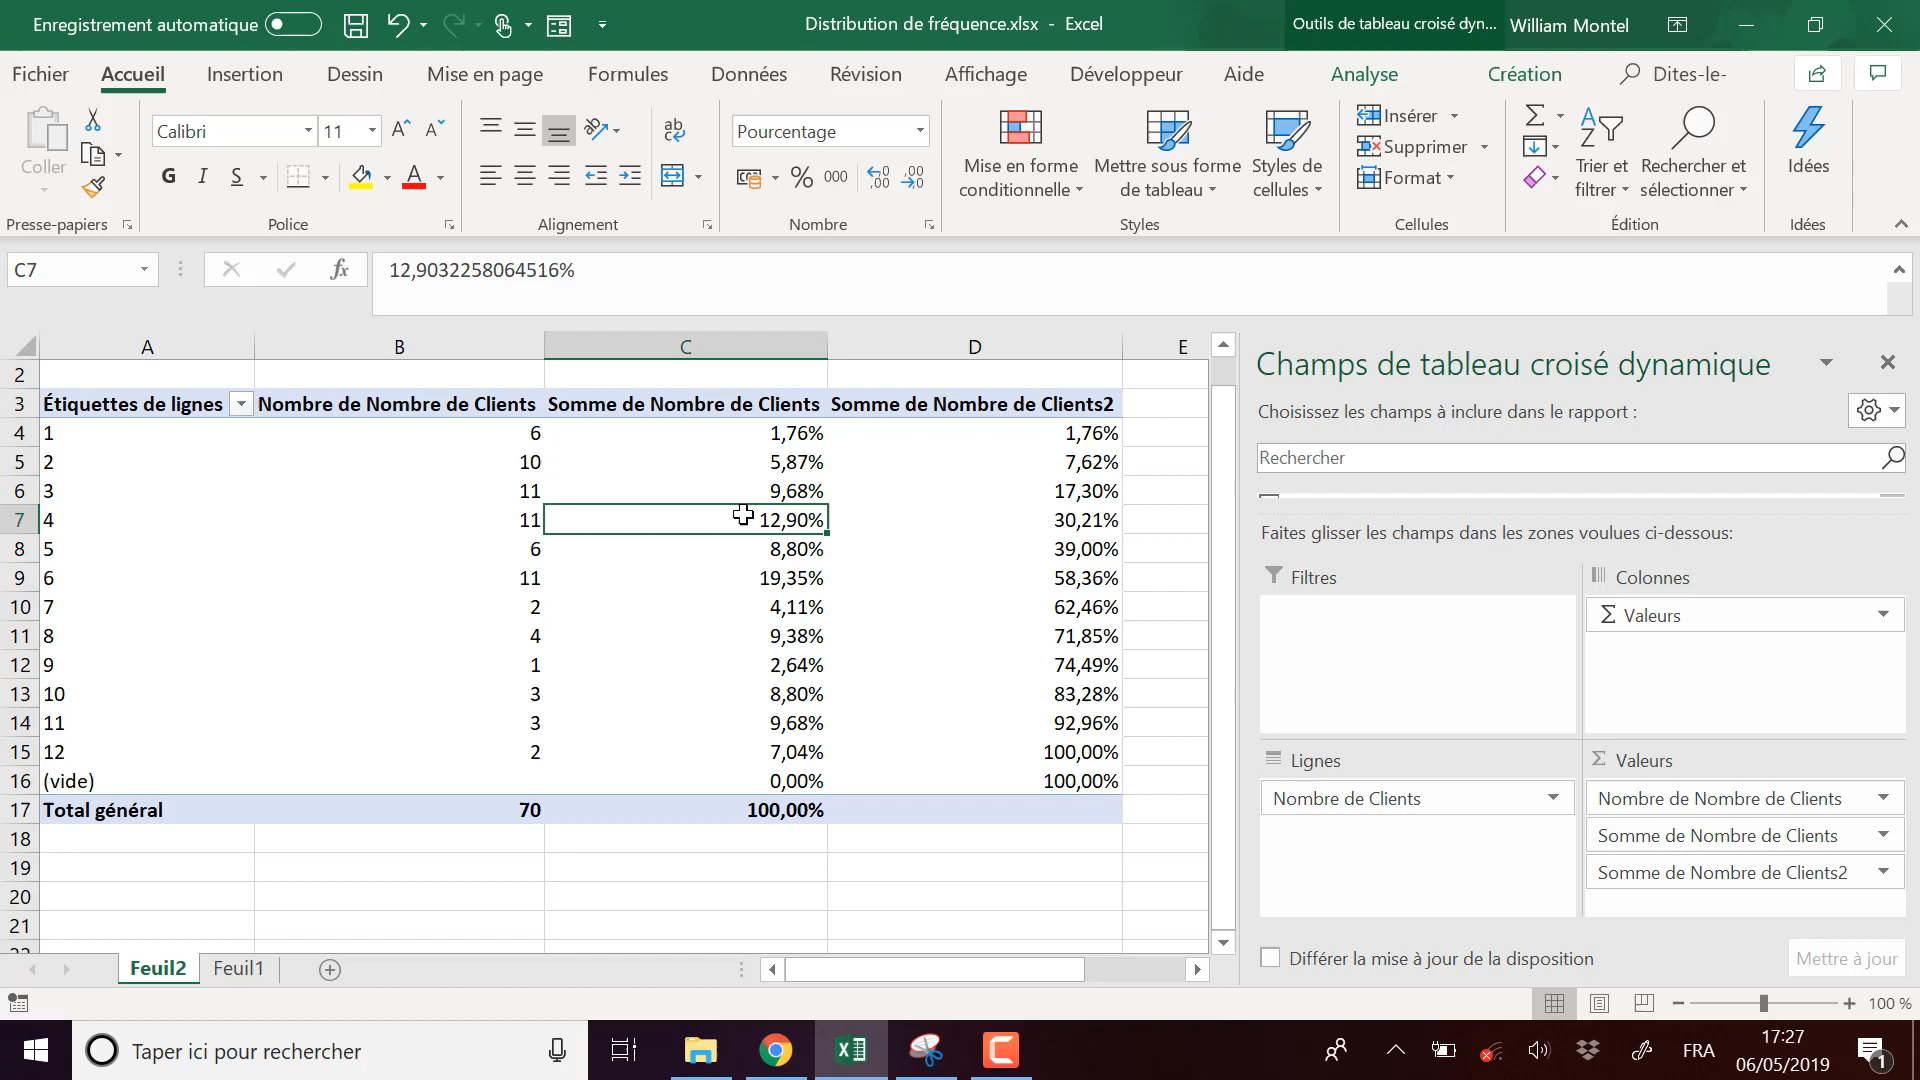 Enregistrement automatique
Distribution de fréquence.xlsx - Excel
Outils de tableau croisé dyn...
William Montel
Fichier Accueil Insertion Dessin Mise en page Formules Données Révision Affichage Développeur Aide Analyse Création Dites-le-
Coller
Calibri 11
G I S A
ab
Pourcentage
% 000
Mise en forme conditionnelle
Mettre sous forme de tableau
Styles de cellules
Insérer
Supprimer
Format
Trier et filtrer
Rechercher et sélectionner
Idées
Presse-papiers Police Alignement Nombre Styles Cellules Édition Idées
C7 fx 12,9032258064516%
A B C D E
2
3 Étiquettes de lignes Nombre de Nombre de Clients Somme de Nombre de Clients Somme de Nombre de Clients2
4 1 6 1,76% 1,76%
5 2 10 5,87% 7,62%
6 3 11 9,68% 17,30%
7 4 11 12,90% 30,21%
8 5 6 8,80% 39,00%
9 6 11 19,35% 58,36%
10 7 2 4,11% 62,46%
11 8 4 9,38% 71,85%
12 9 1 2,64% 74,49%
13 10 3 8,80% 83,28%
14 11 3 9,68% 92,96%
15 12 2 7,04% 100,00%
16 (vide) 0,00% 100,00%
17 Total général 70 100,00%
18
19
20
21
Champs de tableau croisé dynamique
Choisissez les champs à inclure dans le rapport :
Rechercher
Faites glisser les champs dans les zones voulues ci-dessous:
Filtres
Colonnes
Σ Valeurs
Lignes
Nombre de Clients
Σ Valeurs
Nombre de Nombre de Clients
Somme de Nombre de Clients
Somme de Nombre de Clients2
Différer la mise à jour de la disposition
Mettre à jour
Feuil2 Feuil1
100 %
Taper ici pour rechercher
FRA
17:27
06/05/2019
1